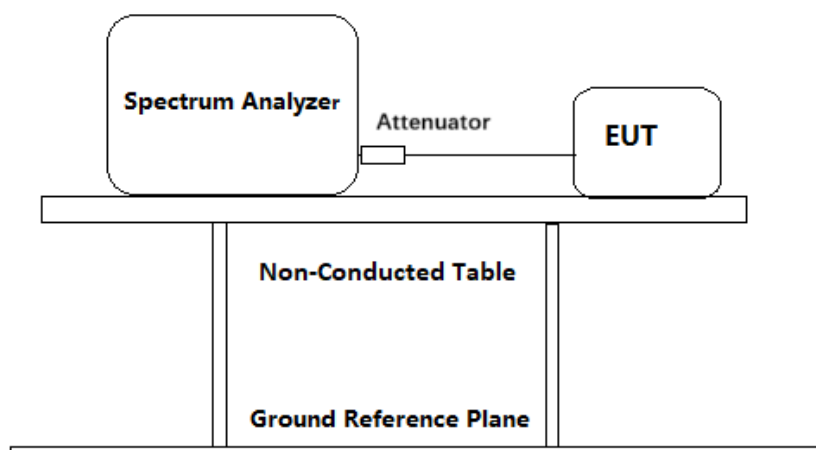 Spectrum Analyzer
Attenuator
EUT
Non-Conducted Table
Ground Reference Plane